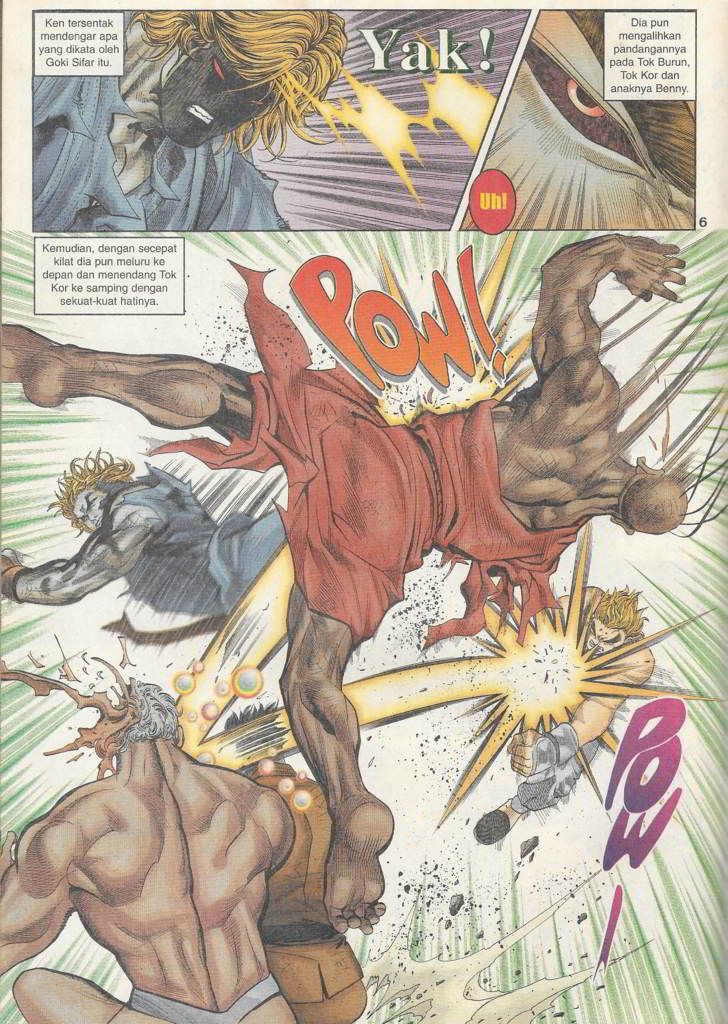 Ken tersentak
mendengar apa
yang dikata oleh
Goki Sifar itu.
Yak!
Dia pun
mengalihkan
pandangannya
pada Tok Burun,
Tok Kor dan
anaknya Benny.
Uh!
6
Kemudian, dengan secepat
kilat dia pun meluru ke
depan dan menendang Tok
Kor ke samping dengan
sekuat-kuat hatinya.
POW!
POW!